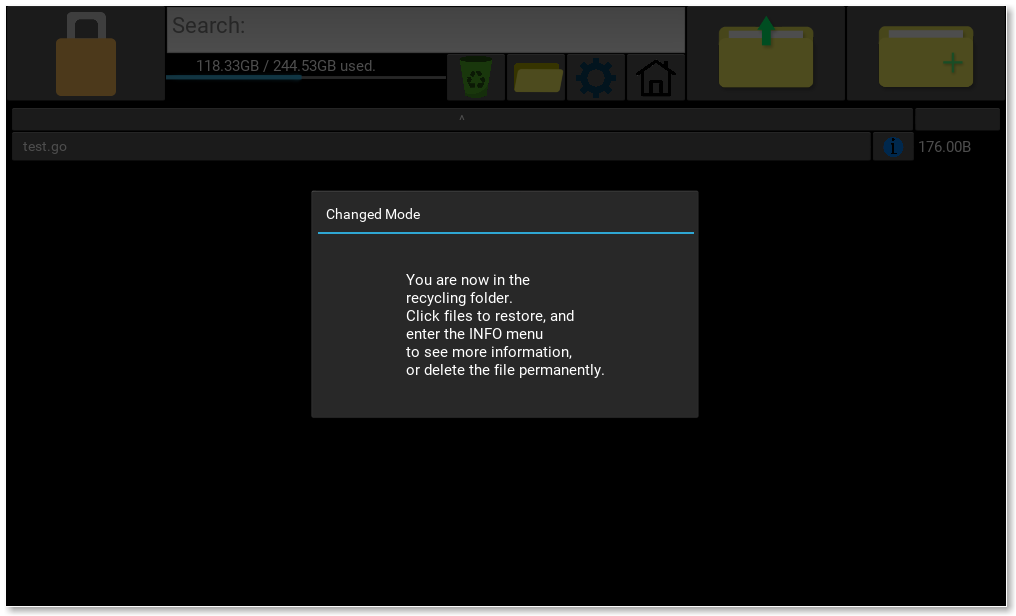 Search:
118.33GB / 244.53GB used.
^
test.go
i
176.00B
Changed Mode
You are now in the
recycling folder.
Click files to restore, and
enter the INFO menu
to see more information,
or delete the file permanently.